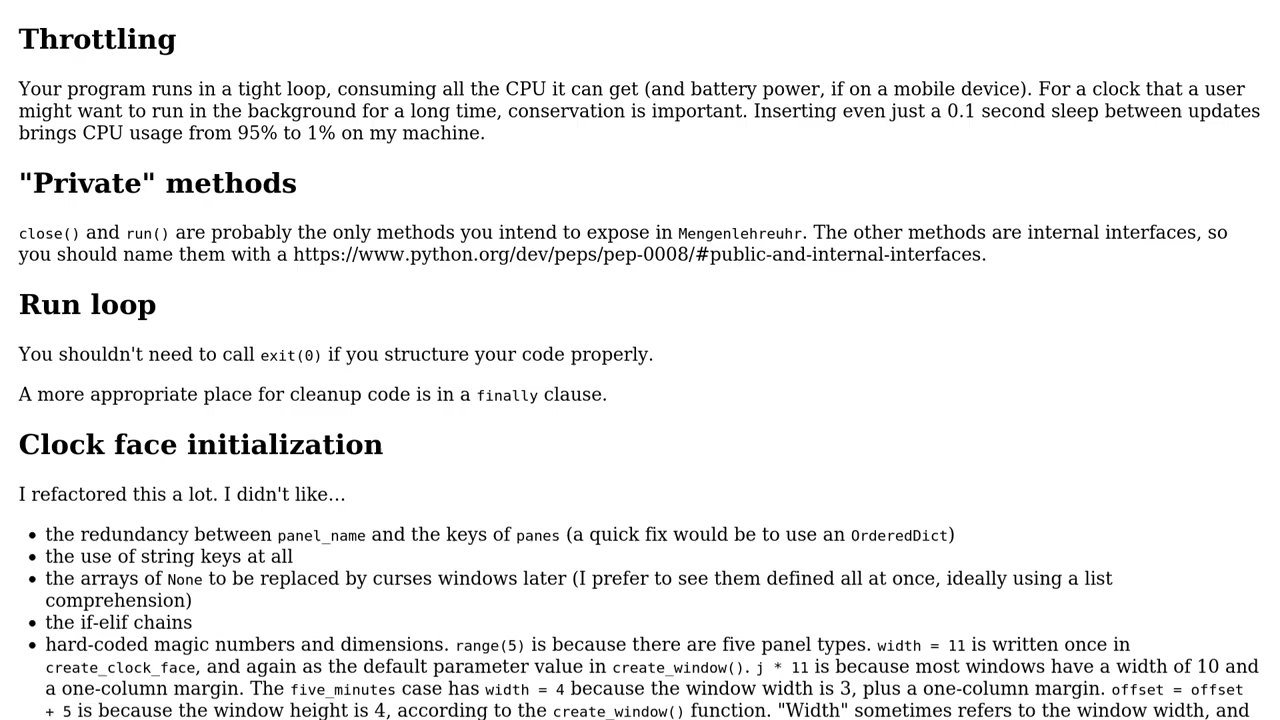 Throttling
Your program runs in a tight loop, consuming all the CPU it can get (and battery power, if on a mobile device). For a clock that a user
might want to run in the background for a long time, conservation is important. Inserting even just a 0.1 second sleep between updates
brings CPU usage from 95% to 1% on my machine.
"Private" methods
close() and run() are probably the only methods you intend to expose in Mengenlehreuhr. The other methods are internal interfaces, so
you should name them with a https://www.python.org/dev/peps/pep-0008/#public-and-internal-interfaces.
Run loop
You shouldn't need to call exit(0) if you structure your code properly.
A more appropriate place for cleanup code is in a finally clause.
Clock face initialization
I refactored this a lot. I didn't like…
• the redundancy between panel_name and the keys of panes (a quick fix would be to use an OrderedDict)
• the use of string keys at all
• the arrays of None to be replaced by curses windows later (I prefer to see them defined all at once, ideally using a list
comprehension)
• the if-elif chains
• hard-coded magic numbers and dimensions. range(5) is because there are five panel types. width = 11 is written once in
create_clock_face, and again as the default parameter value in create_window(). j * 11 is because most windows have a width of 10 and
a one-column margin. The five_minutes case has width = 4 because the window width is 3, plus a one-column margin. offset = offset
+ 5 is because the window height is 4, according to the create_window() function. "Width" sometimes refers to the window width, and